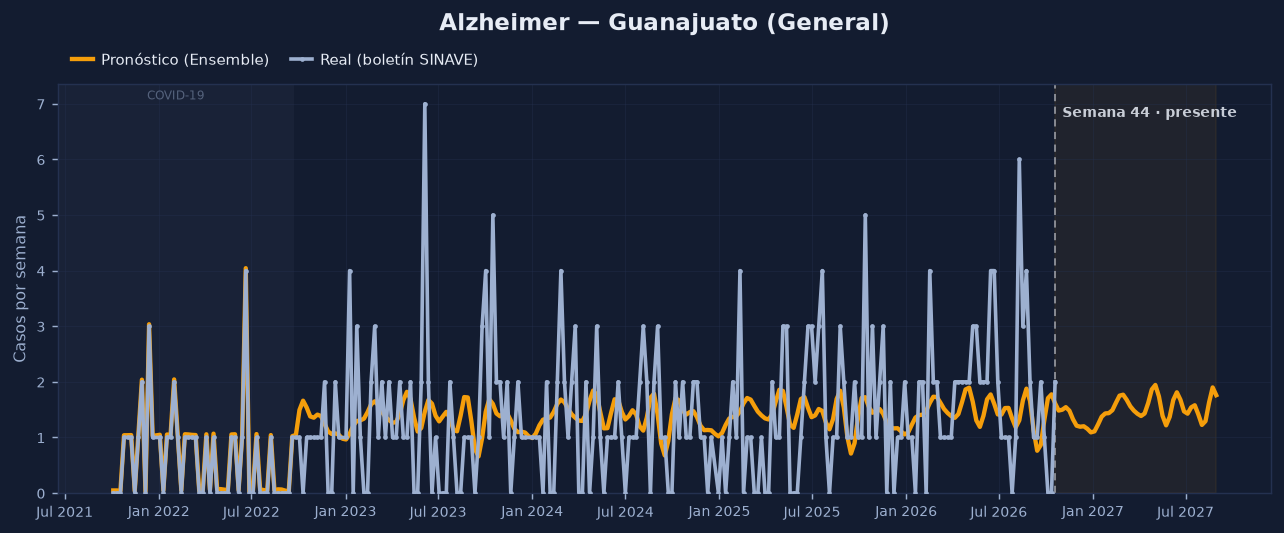 Alzheimer — Guanajuato (General)
Pronóstico (Ensemble) Real (boletín SINAVE)
COVID-19
Semana 44 · presente
Casos por semana
7
6
5
4
3
2
1
0
Jul 2021 Jan 2022 Jul 2022 Jan 2023 Jul 2023 Jan 2024 Jul 2024 Jan 2025 Jul 2025 Jan 2026 Jul 2026 Jan 2027 Jul 2027